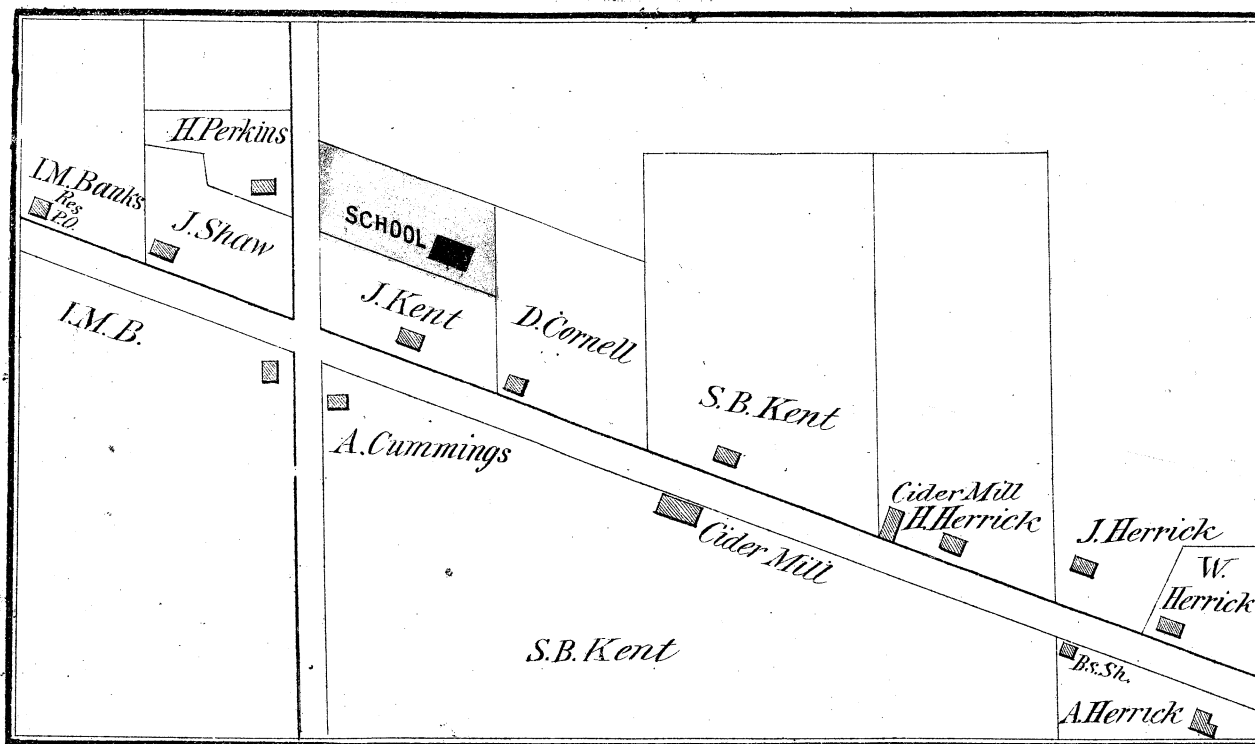 H. Perkins
I.M. Banks
Res
P.O.
J. Shaw
SCHOOL
J. Kent
D. Cornell
I.M.B.
A. Cummings
S.B. Kent
Cider Mill
H. Herrick
Cider Mill
J. Herrick
W.
Herrick
S.B. Kent
B.s. Sh.
A. Herrick